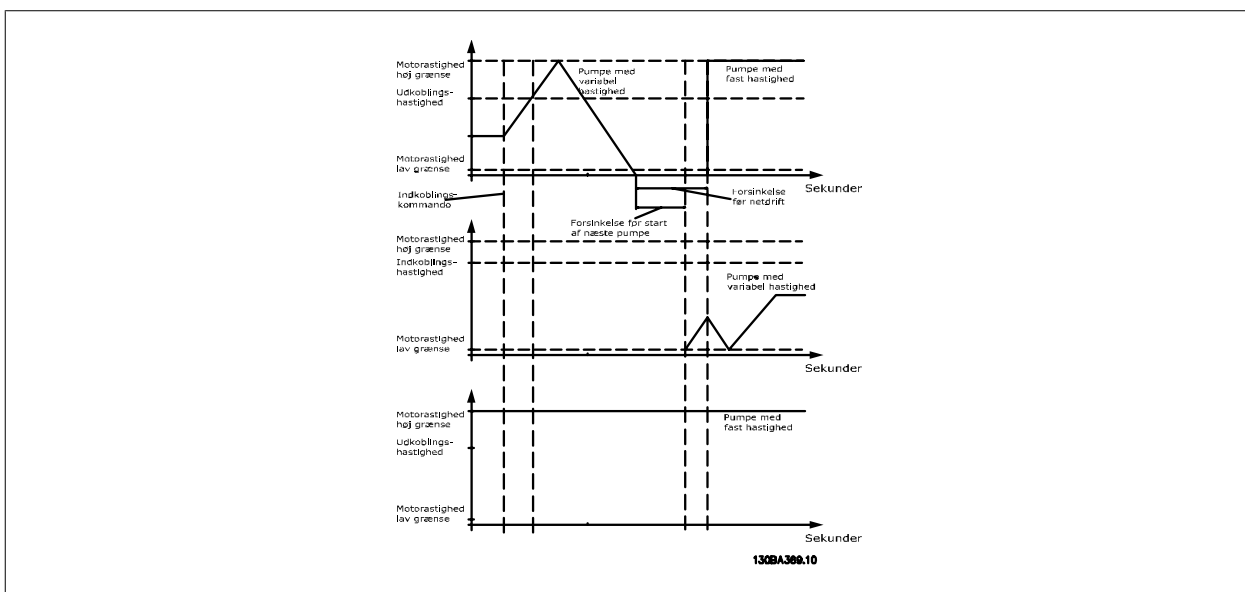 Motorastighed
høj grænse
Udkoblings-
hastighed
Motorastighed
lav grænse
Indkoblings-
kommando
Pumpe med
variabel
hastighed
Pumpe med
fast hastighed
Sekunder
Forsinkelse
før netdrift
Forsinkelse før start
af næste pumpe
Motorastighed
høj grænse
Indkoblings-
hastighed
Motorastighed
lav grænse
Pumpe med
variabel hastighed
Sekunder
Motorastighed
høj grænse
Udkoblings-
hastighed
Motorastighed
lav grænse
Pumpe med
fast hastighed
Sekunder
130BA369.10